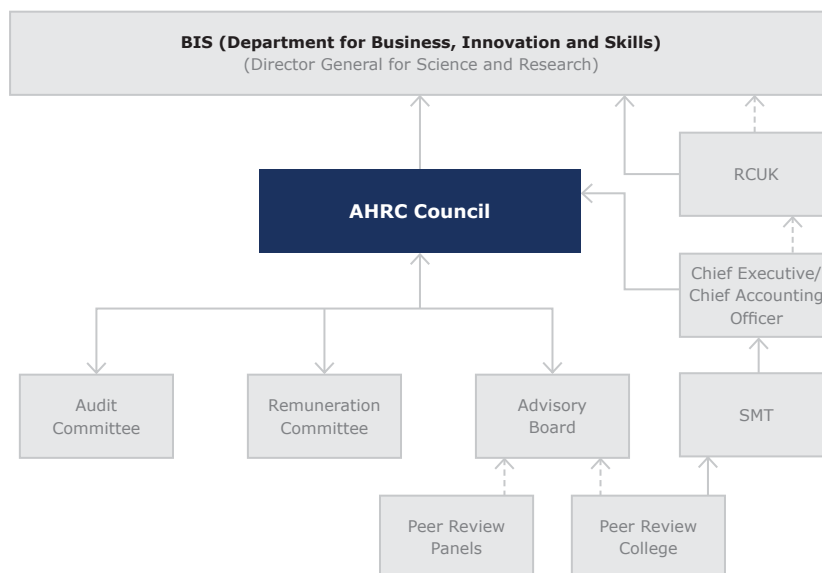 BIS (Department for Business, Innovation and Skills)
(Director General for Science and Research)
RCUK
AHRC Council
Chief Executive/
Chief Accounting
Officer
Audit
Committee
Remuneration
Committee
Advisory
Board
SMT
Peer Review
Panels
Peer Review
College